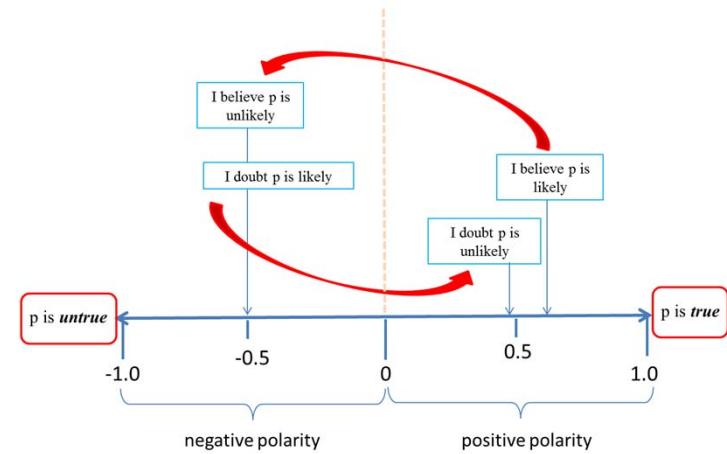 I believe p is
unlikely
I believe p is
likely
I doubt p is likely
I doubt p is
unlikely
p is untrue
p is true
-1.0
-0.5
0
0.5
1.0
negative polarity
positive polarity